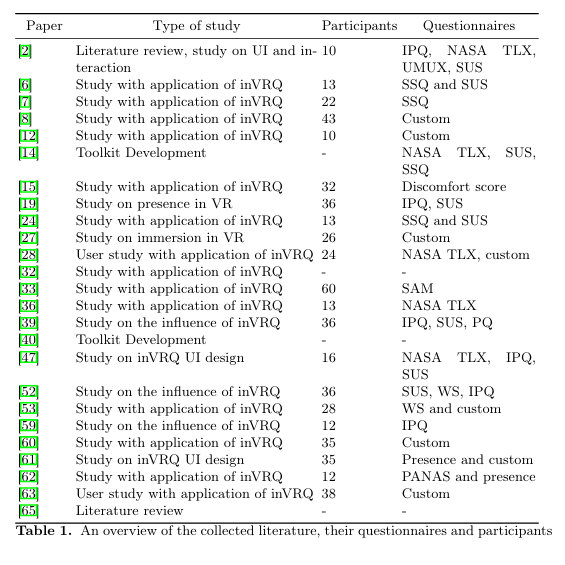 Paper Type of study Participants Questionnaires
[2] Literature review, study on UI and in- 10 IPQ, NASA TLX,
teraction UMUX, SUS
[6] Study with application of inVRQ 13 SSQ and SUS
[7] Study with application of inVRQ 22 SSQ
[8] Study with application of inVRQ 43 Custom
[12] Study with application of inVRQ 10 Custom
[14] Toolkit Development - NASA TLX, SUS,
SSQ
[15] Study with application of inVRQ 32 Discomfort score
[19] Study on presence in VR 36 IPQ, SUS
[24] Study with application of inVRQ 13 SSQ and SUS
[27] Study on immersion in VR 26 Custom
[28] User study with application of inVRQ 24 NASA TLX, custom
[32] Study with application of inVRQ - -
[33] Study with application of inVRQ 60 SAM
[36] Study with application of inVRQ 13 NASA TLX
[39] Study on the influence of inVRQ 36 IPQ, SUS, PQ
[40] Toolkit Development - -
[47] Study on inVRQ UI design 16 NASA TLX, IPQ,
SUS
[52] Study on the influence of inVRQ 36 SUS, WS, IPQ
[53] Study with application of inVRQ 28 WS and custom
[59] Study on the influence of inVRQ 12 IPQ
[60] Study with application of inVRQ 35 Custom
[61] Study on inVRQ UI design 35 Presence and custom
[62] Study with application of inVRQ 12 PANAS and presence
[63] User study with application of inVRQ 38 Custom
[65] Literature review - -
Table 1. An overview of the collected literature, their questionnaires and participants